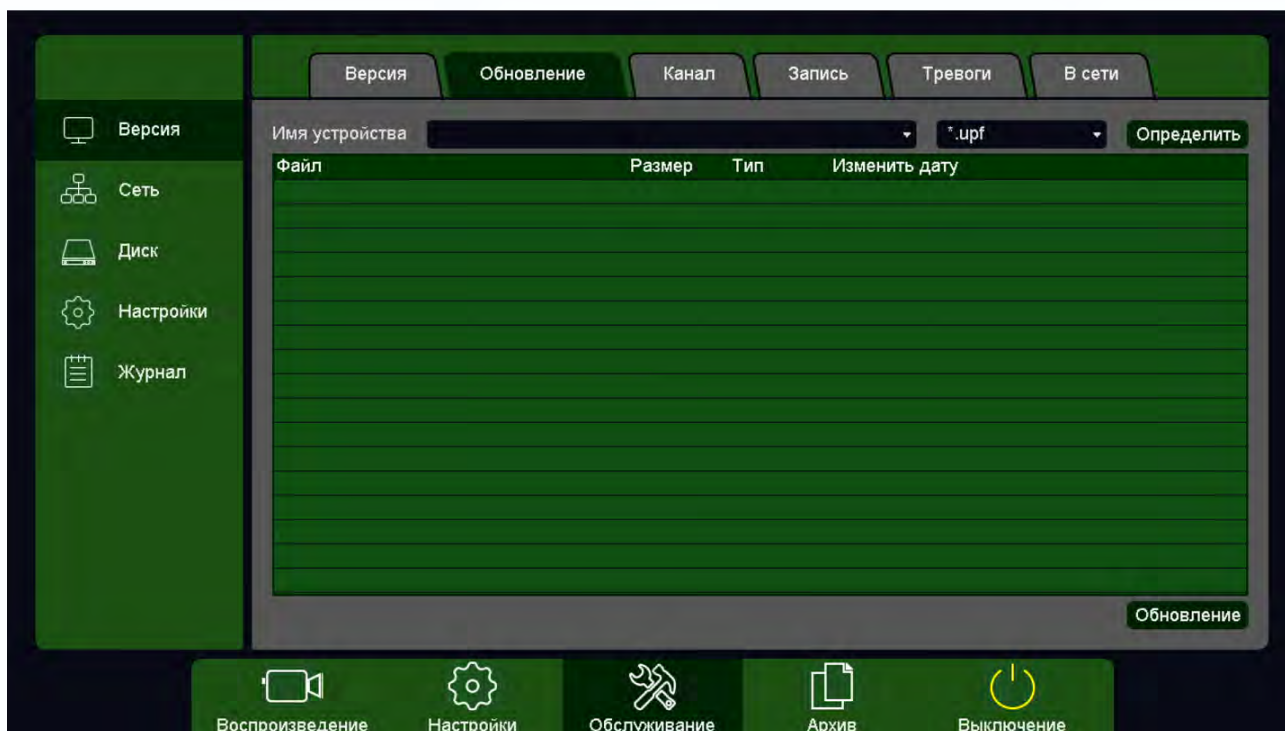 Версия Обновление Канал Запись Тревоги В сети
Версия
Сеть
Диск
Настройки
Журнал
Имя устройства *.upf Определить
Файл Размер Тип Изменить дату
Обновление
Воспроизведение Настройки Обслуживание Архив Выключение